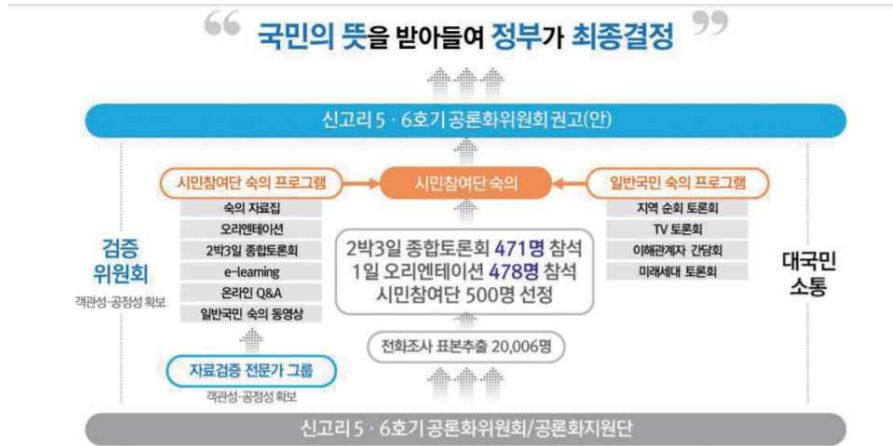 “ 국민의 뜻을 받아들여 정부가 최종결정 ”
신고리 5·6호기 공론화위원회 권고(안)
시민참여단 숙의 프로그램
시민참여단 숙의
일반국민 숙의 프로그램
숙의 자료집
오리엔테이션
2박3일 종합토론회
e-learning
온라인 Q&A
일반국민 숙의 동영상
지역 순회 토론회
TV 토론회
이해관계자 간담회
미래세대 토론회
검증
위원회
객관성·공정성 확보
2박3일 종합토론회 471명 참석
1일 오리엔테이션 478명 참석
시민참여단 500명 선정
대국민
소통
전화조사 표본추출 20,006명
자료검증 전문가 그룹
객관성·공정성 확보
신고리 5·6호기 공론화위원회/공론화지원단